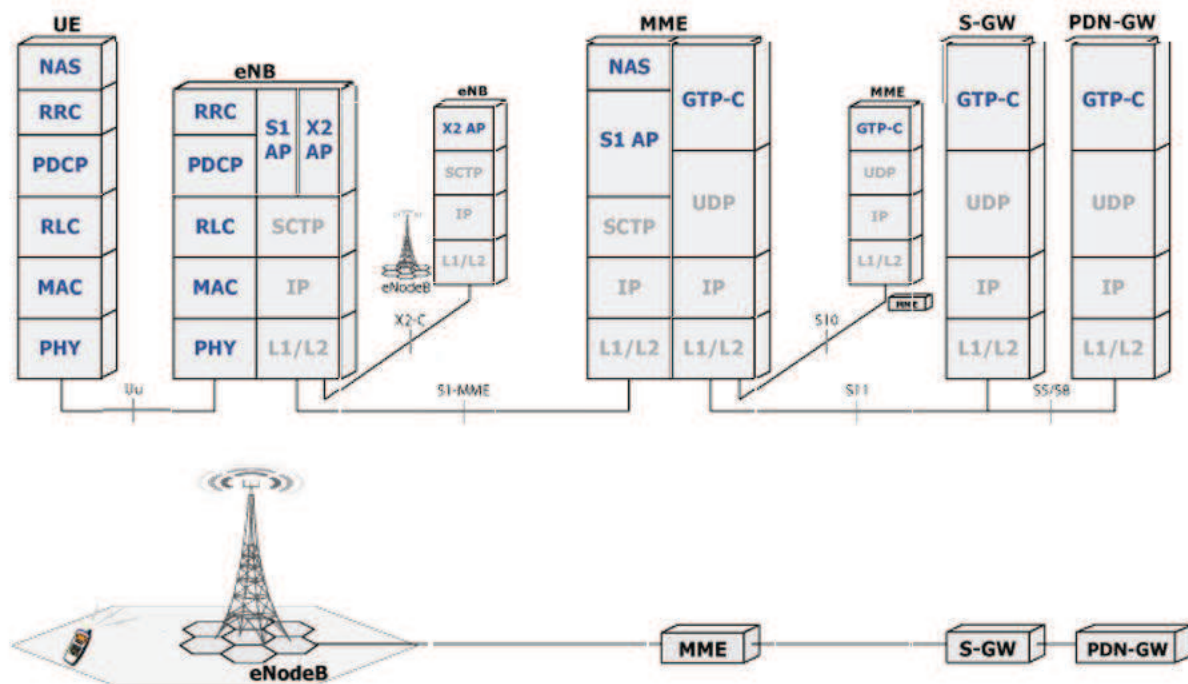 UE
NAS
RRC
PDCP
RLC
MAC
PHY
eNB
RRC
PDCP
RLC
MAC
PHY
S1
AP
X2
AP
SCTP
IP
L1/L2
eNB
X2 AP
SCTP
IP
L1/L2
eNodeB
X2-C
MME
NAS
S1 AP
SCTP
IP
L1/L2
GTP-C
UDP
IP
L1/L2
MME
GTP-C
UDP
IP
L1/L2
MME
S10
S-GW
GTP-C
UDP
IP
L1/L2
PDN-GW
GTP-C
UDP
IP
L1/L2
Uu
S1-MME
S11
S5/S8
eNodeB
MME
S-GW
PDN-GW